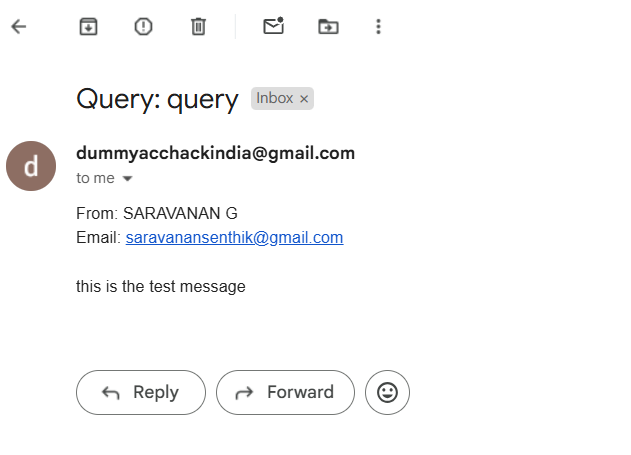 Query: query Inbox ×
d
dummyacchackindia@gmail.com
to me
From: SARAVANAN G
Email: saravanansenthik@gmail.com
this is the test message
Reply Forward